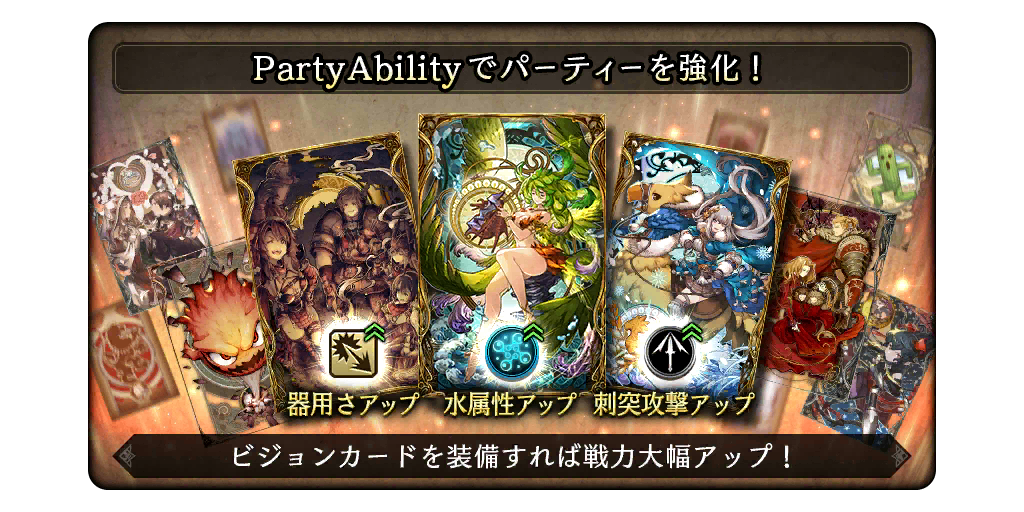 PartyAbilityでパーティーを強化！
器用さアップ
水属性アップ
刺突攻撃アップ
ビジョンカードを装備すれば戦力大幅アップ！